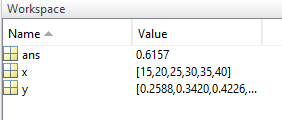 Workspace
Name Value
ans 0.6157
x [15,20,25,30,35,40]
y [0.2588,0.3420,0.4226,...